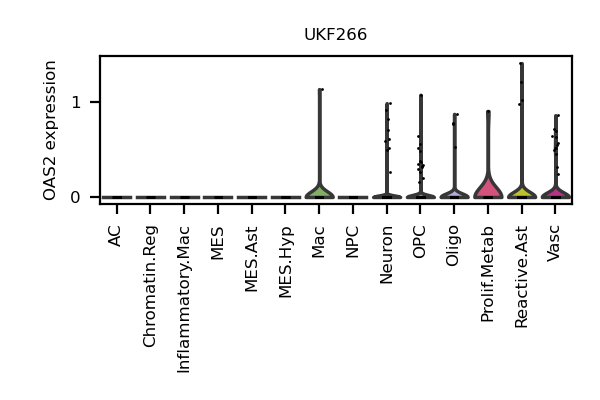 UKF266
OAS2 expression
1
0
AC
Chromatin.Reg
Inflammatory.Mac
MES
MES.Ast
MES.Hyp
Mac
NPC
Neuron
OPC
Oligo
Prolif.Metab
Reactive.Ast
Vasc